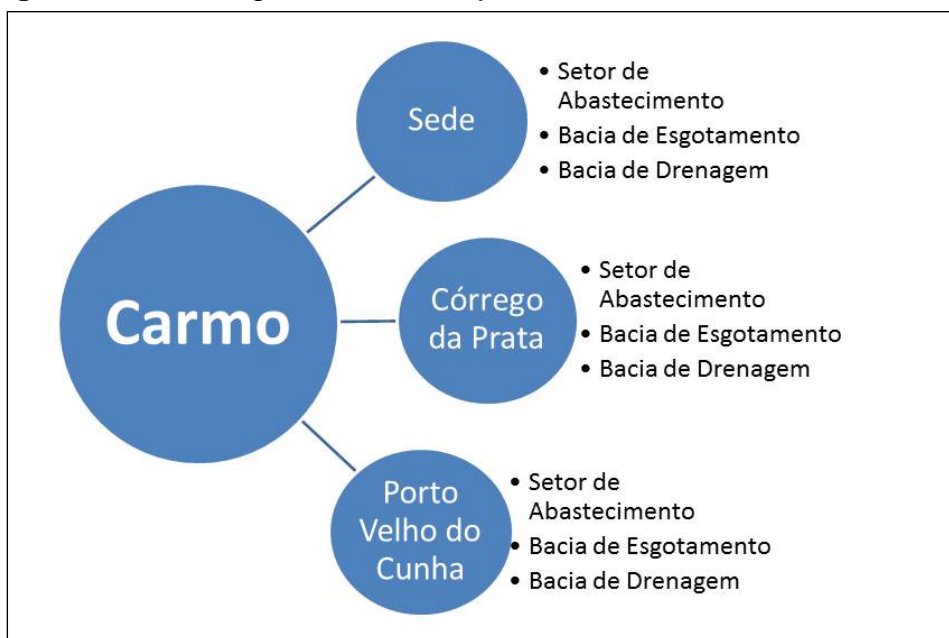 Sede
• Setor de
Abastecimento
• Bacia de Esgotamento
• Bacia de Drenagem
Carmo
Córrego
da Prata
• Setor de
Abastecimento
• Bacia de Esgotamento
• Bacia de Drenagem
Porto
Velho do
Cunha
• Setor de
Abastecimento
• Bacia de Esgotamento
• Bacia de Drenagem